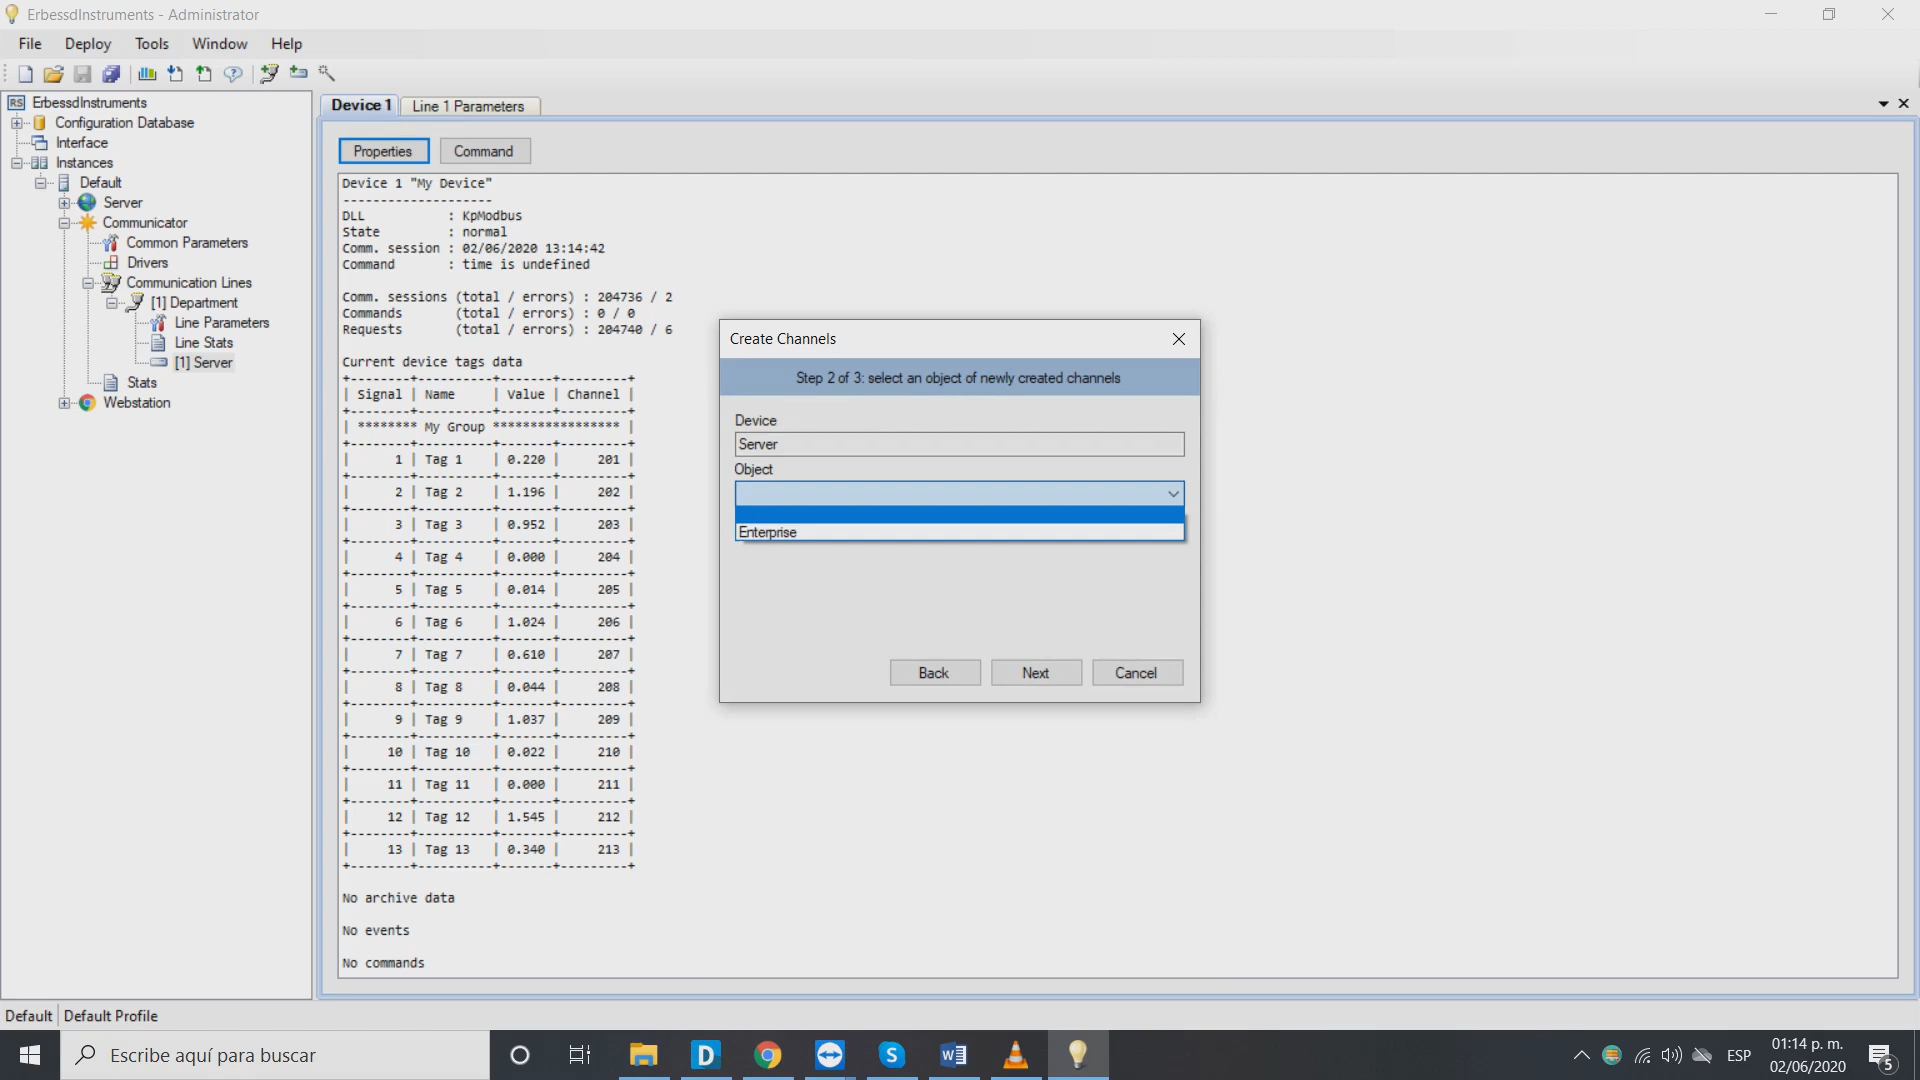 ErbessdInstruments - Administrator
File Deploy Tools Window Help
RS ErbessdInstruments
Configuration Database
Interface
Instances
Default
Server
Communicator
Common Parameters
Drivers
Communication Lines
[1] Department
Line Parameters
Line Stats
[1] Server
Stats
Webstation
Device 1 Line 1 Parameters
Properties Command
Device 1 "My Device"
--------------------
DLL : KpModbus
State : normal
Comm. session : 02/06/2020 13:14:42
Command : time is undefined
Comm. sessions (total / errors) : 204736 / 2
Commands (total / errors) : 0 / 0
Requests (total / errors) : 204740 / 6
Current device tags data
+--------+----------+-------+---------+
| Signal | Name | Value | Channel |
+--------+----------+-------+---------+
| ******** My Group ***************** |
+--------+----------+-------+---------+
| 1 | Tag 1 | 0.220 | 201 |
+--------+----------+-------+---------+
| 2 | Tag 2 | 1.196 | 202 |
+--------+----------+-------+---------+
| 3 | Tag 3 | 0.952 | 203 |
+--------+----------+-------+---------+
| 4 | Tag 4 | 0.000 | 204 |
+--------+----------+-------+---------+
| 5 | Tag 5 | 0.014 | 205 |
+--------+----------+-------+---------+
| 6 | Tag 6 | 1.024 | 206 |
+--------+----------+-------+---------+
| 7 | Tag 7 | 0.610 | 207 |
+--------+----------+-------+---------+
| 8 | Tag 8 | 0.044 | 208 |
+--------+----------+-------+---------+
| 9 | Tag 9 | 1.037 | 209 |
+--------+----------+-------+---------+
| 10 | Tag 10 | 0.022 | 210 |
+--------+----------+-------+---------+
| 11 | Tag 11 | 0.000 | 211 |
+--------+----------+-------+---------+
| 12 | Tag 12 | 1.545 | 212 |
+--------+----------+-------+---------+
| 13 | Tag 13 | 0.340 | 213 |
+--------+----------+-------+---------+
No archive data
No events
No commands
Create Channels
Step 2 of 3: select an object of newly created channels
Device
Server
Object
Enterprise
Back Next Cancel
Default Default Profile
Escribe aquí para buscar
D
S
W
ESP
01:14 p. m.
02/06/2020
5